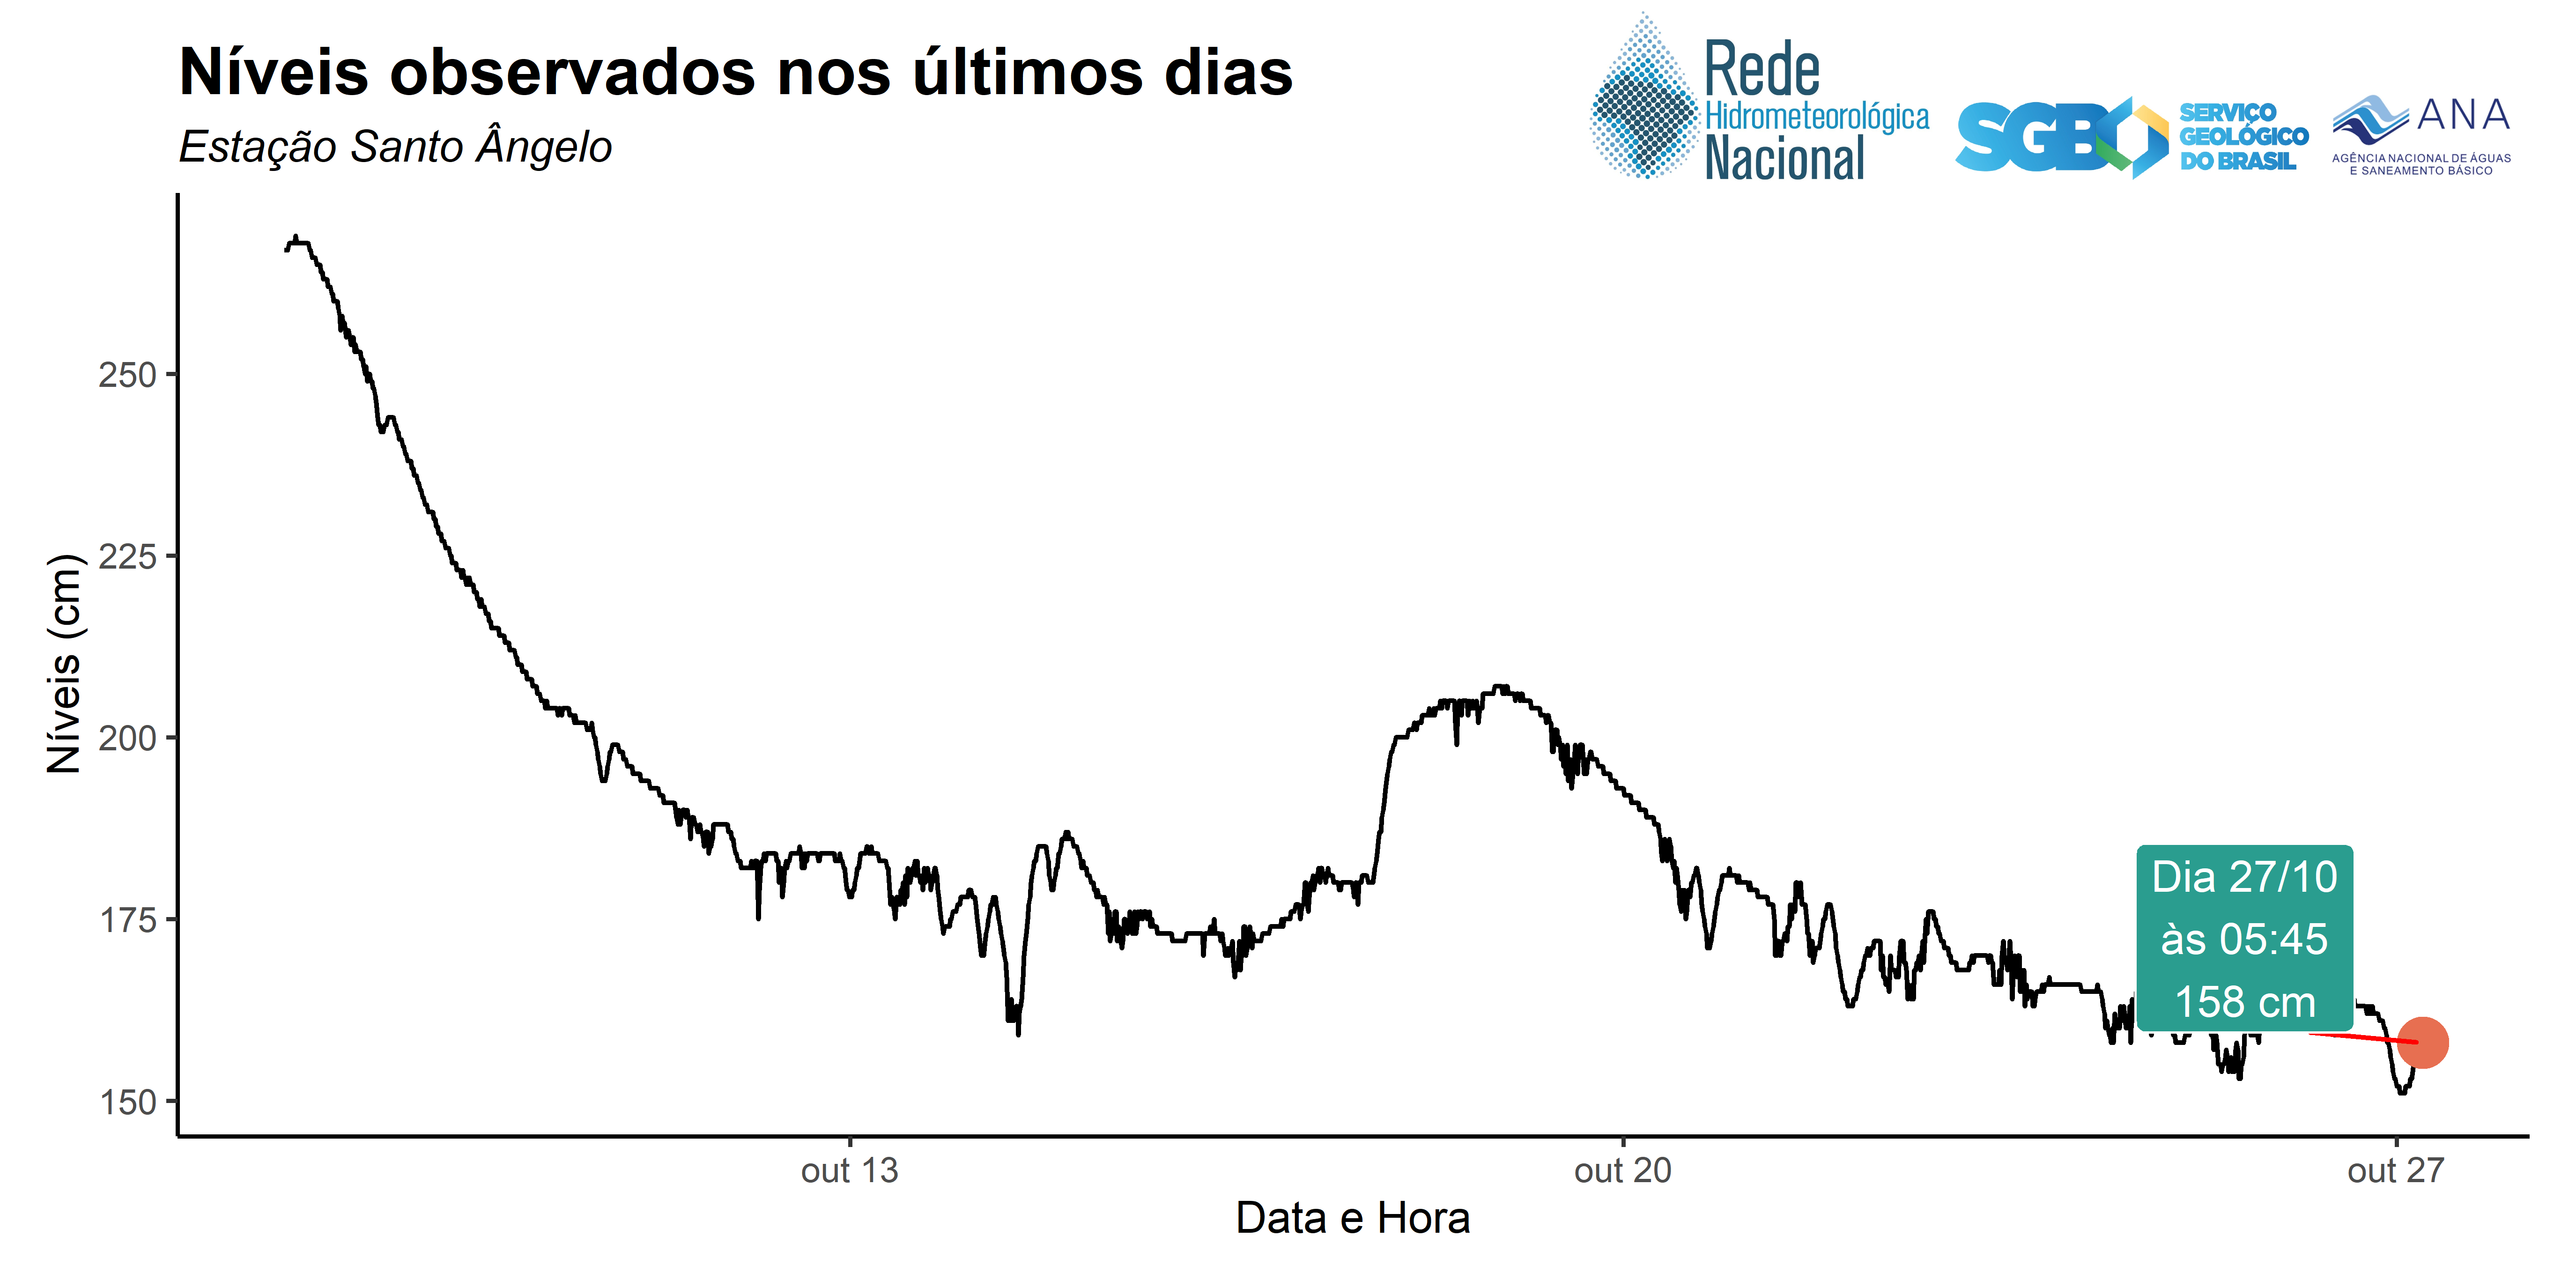 Níveis observados nos últimos dias
Estação Santo Ângelo
Rede
Hidrometeorológica
Nacional
SGB
SERVIÇO
GEOLÓGICO
DO BRASIL
ANA
AGÊNCIA NACIONAL DE ÁGUAS
E SANEAMENTO BÁSICO
Níveis (cm)
250
225
200
175
150
Dia 27/10
às 05:45
158 cm
out 13
out 20
out 27
Data e Hora